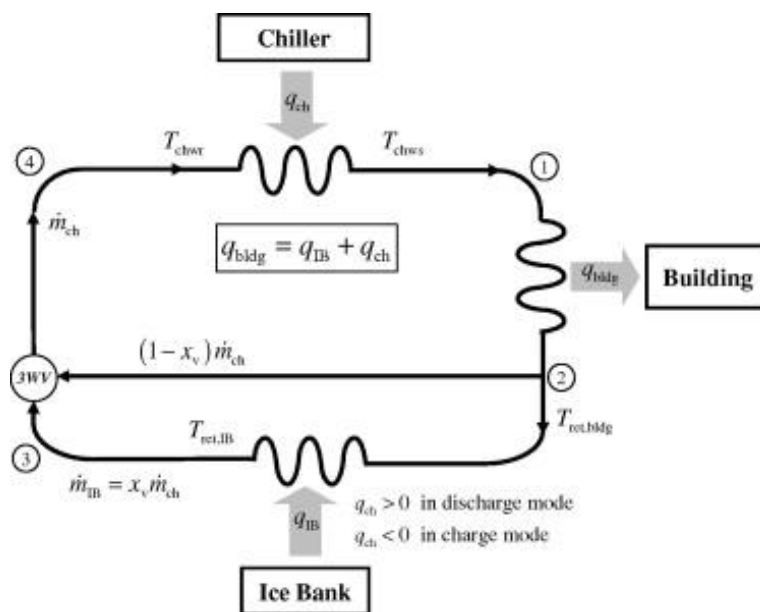 Chiller
q_ch
T_chwr
T_chws
4
1
ṁ_ch
q_bldg = q_IB + q_ch
q_bldg
Building
(1 − x_v) ṁ_ch
3WV
2
T_ret,IB
T_ret,bldg
3
ṁ_IB = x_v ṁ_ch
q_IB
q_ch > 0 in discharge mode
q_ch < 0 in charge mode
Ice Bank